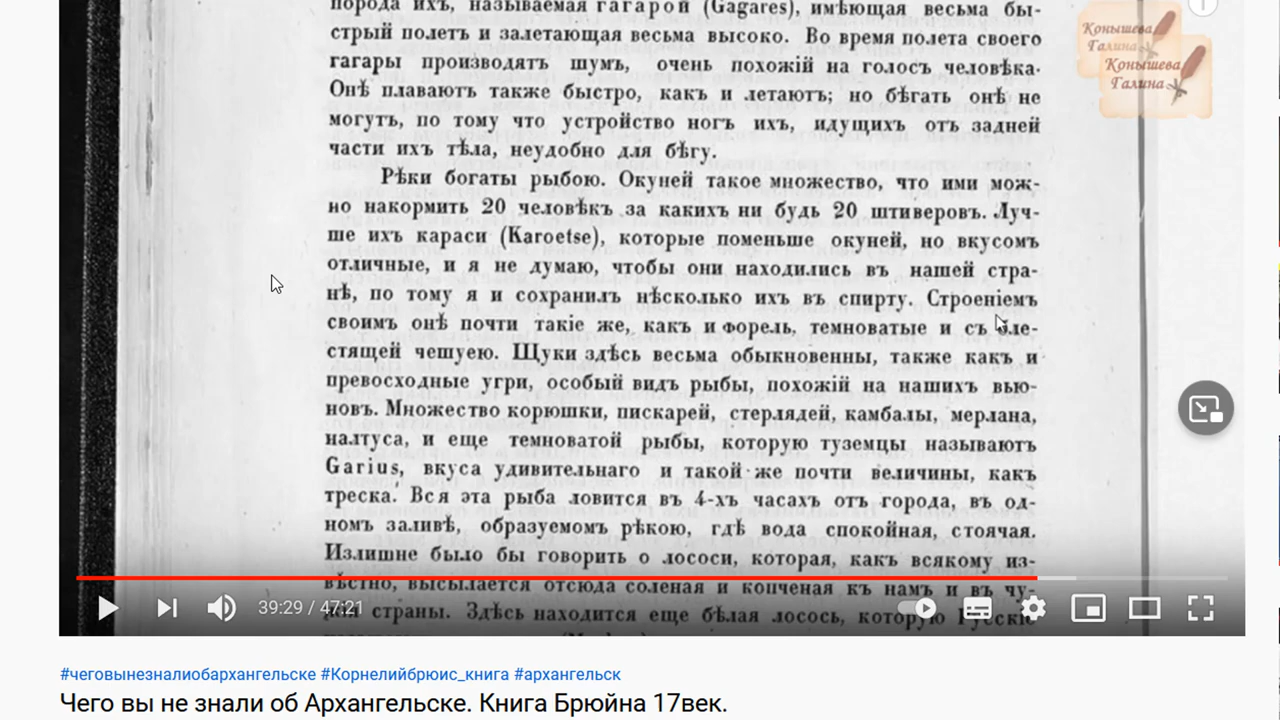 порода ихъ, называемая гагарой (Gagares), имѣющая весьма бы-
стрый полетъ и залетающая весьма высоко. Во время полета своего
гагары производятъ шумъ, очень похожій на голосъ человѣка.
Онѣ плаваютъ также быстро, какъ и летаютъ; но бѣгать онѣ не
могутъ, по тому что устройство ногъ ихъ, идущихъ отъ задней
части ихъ тѣла, неудобно для бѣгу.
Рѣки богаты рыбою. Окуней такое множество, что ими мож-
но накормить 20 человѣкъ за какихъ ни будь 20 штиверовъ. Луч-
ше ихъ караси (Karoetse), которые поменьше окуней, но вкусомъ
отличные, и я не думаю, чтобы они находились въ нашей стра-
нѣ, по тому я и сохранилъ нѣсколько ихъ въ спирту. Строеніемъ
своимъ онѣ почти такіе же, какъ и форель, темноватые и съ бле-
стящей чешуею. Щуки здѣсь весьма обыкновенны, также какъ и
превосходные угри, особый видъ рыбы, похожій на нашихъ вью-
новъ. Множество корюшки, пискарей, стерлядей, камбалы, мерлана,
налтуса, и еще темноватой рыбы, которую туземцы называютъ
Garius, вкуса удивительнаго и такой же почти величины, какъ
треска. Вся эта рыба ловится въ 4-хъ часахъ отъ города, въ од-
номъ заливѣ, образуемомъ рѣкою, гдѣ вода спокойная, стоячая.
Излишне было бы говорить о лососи, которая, какъ всякому из-
вѣстно, высылается отсюда соленая и копченая къ намъ и въ чу-
жія страны. Здѣсь находится еще бѣлая лосось, которую Русскіе
Конышева
Галина
Конышева
Галина
39:29 / 47:21
#чеговынезналиобархангельске #Корнелийбрюис_книга #архангельск
Чего вы не знали об Архангельске. Книга Брюйна 17век.